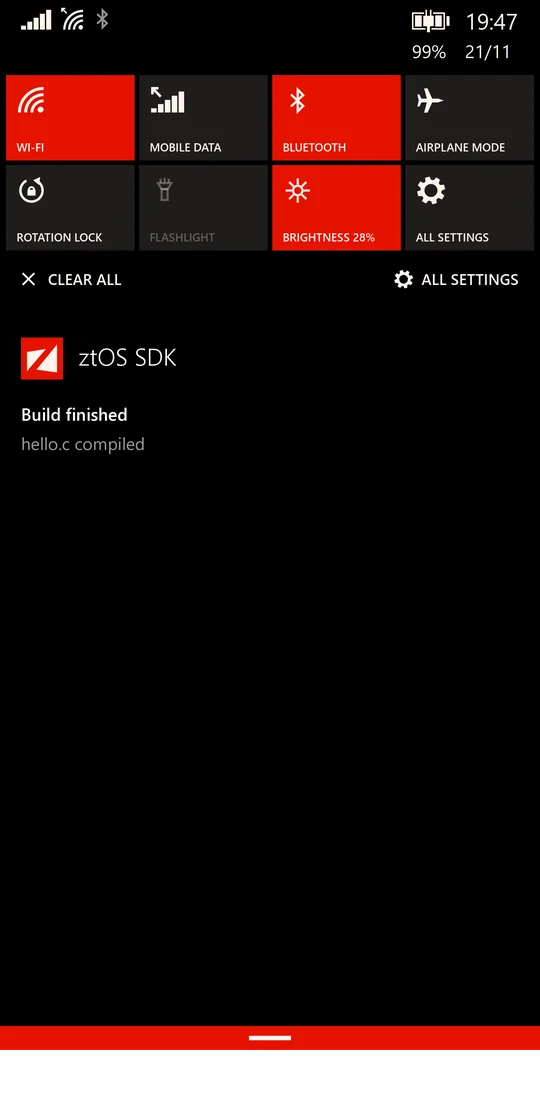 19:47
99% 21/11
WI-FI MOBILE DATA BLUETOOTH AIRPLANE MODE
ROTATION LOCK FLASHLIGHT BRIGHTNESS 28% ALL SETTINGS
CLEAR ALL ALL SETTINGS
ztOS SDK
Build finished
hello.c compiled